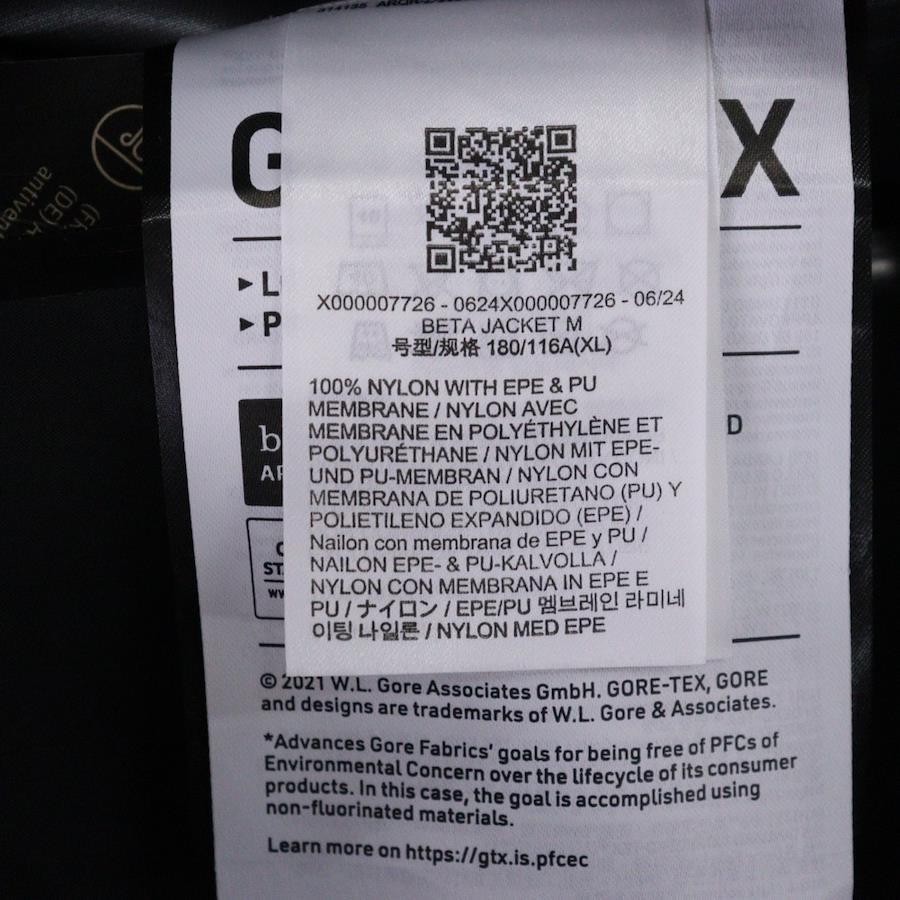 G X
X000007726 - 0624X000007726 - 06/24
BETA JACKET M
号型/规格 180/116A(XL)
▸L
▸P
100% NYLON WITH EPE & PU
MEMBRANE / NYLON AVEC
MEMBRANE EN POLYÉTHYLÈNE ET
POLYURÉTHANE / NYLON MIT EPE-
UND PU-MEMBRAN / NYLON CON
MEMBRANA DE POLIURETANO (PU) Y
POLIETILENO EXPANDIDO (EPE) /
Nailon con membrana de EPE y PU /
NAILON EPE- & PU-KALVOLLA /
NYLON CON MEMBRANA IN EPE E
PU / ナイロン / EPE/PU 멤브레인 라미네
이팅 나일론 / NYLON MED EPE
b
D
© 2021 W.L. Gore Associates GmbH. GORE-TEX, GORE
and designs are trademarks of W.L. Gore & Associates.
*Advances Gore Fabrics' goals for being free of PFCs of
Environmental Concern over the lifecycle of its consumer
products. In this case, the goal is accomplished using
non-fluorinated materials.
Learn more on https://gtx.is.pfcec